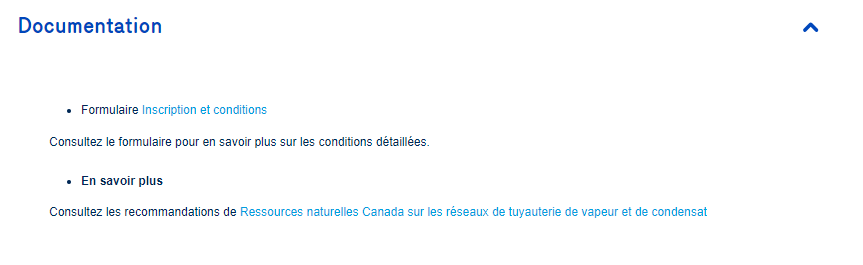 Documentation
• Formulaire Inscription et conditions
Consultez le formulaire pour en savoir plus sur les conditions détaillées.
• En savoir plus
Consultez les recommandations de Ressources naturelles Canada sur les réseaux de tuyauterie de vapeur et de condensat